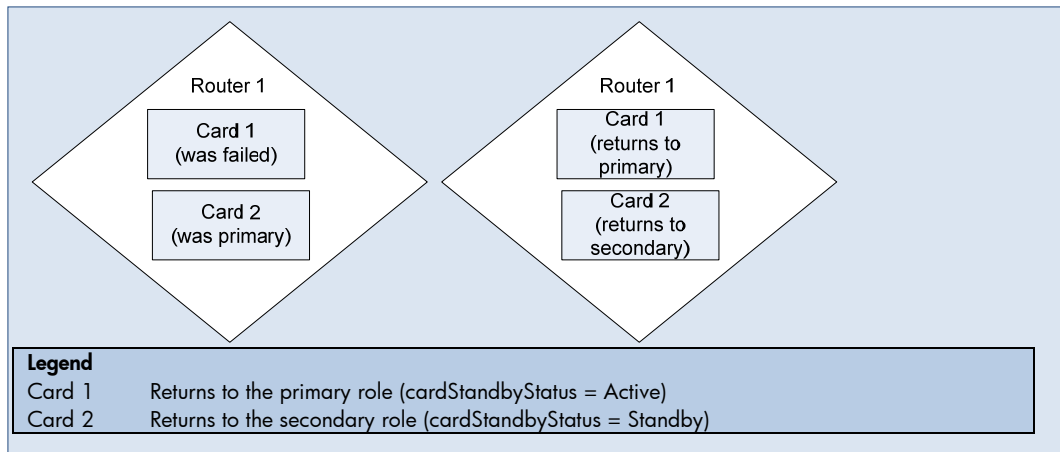 Router 1
Card 1
(was failed)
Card 2
(was primary)
Router 1
Card 1
(returns to
primary)
Card 2
(returns to
secondary)
Legend
Card 1 Returns to the primary role (cardStandbyStatus = Active)
Card 2 Returns to the secondary role (cardStandbyStatus = Standby)